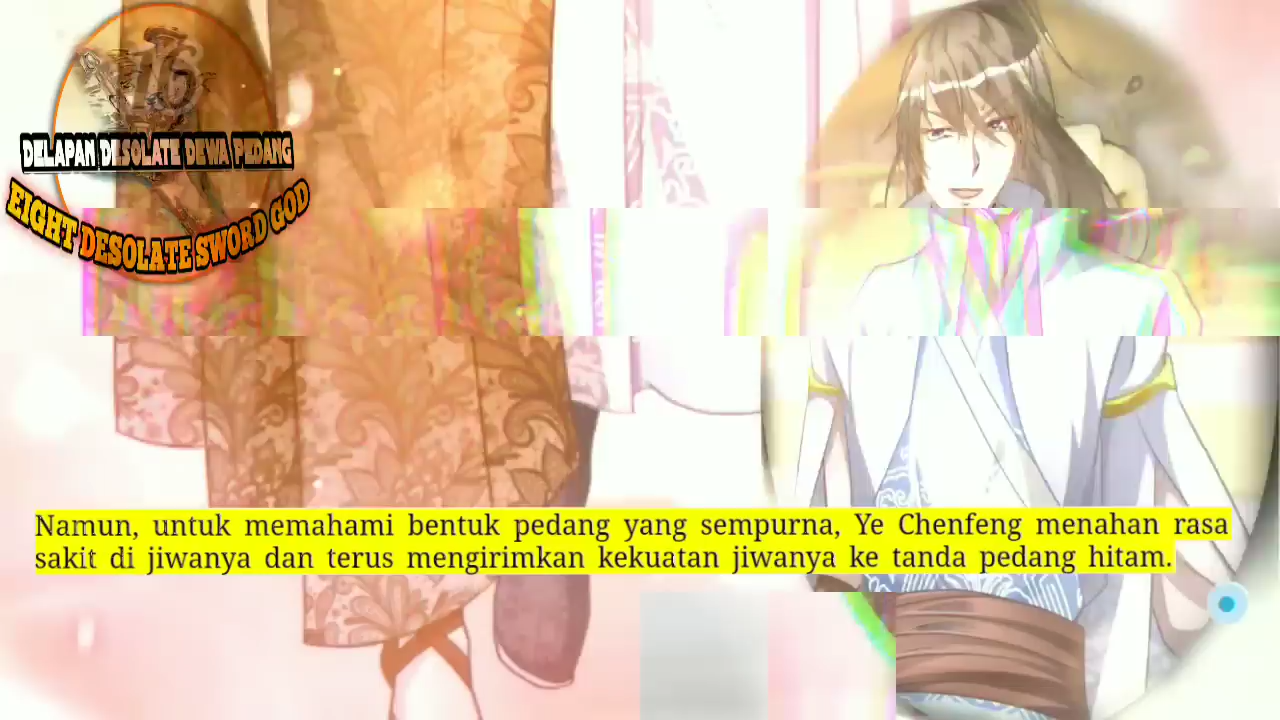 DELAPAN DESOLATE DEWA PEDANG
EIGHT DESOLATE SWORD GOD
Namun, untuk memahami bentuk pedang yang sempurna, Ye Chenfeng menahan rasa
sakit di jiwanya dan terus mengirimkan kekuatan jiwanya ke tanda pedang hitam.